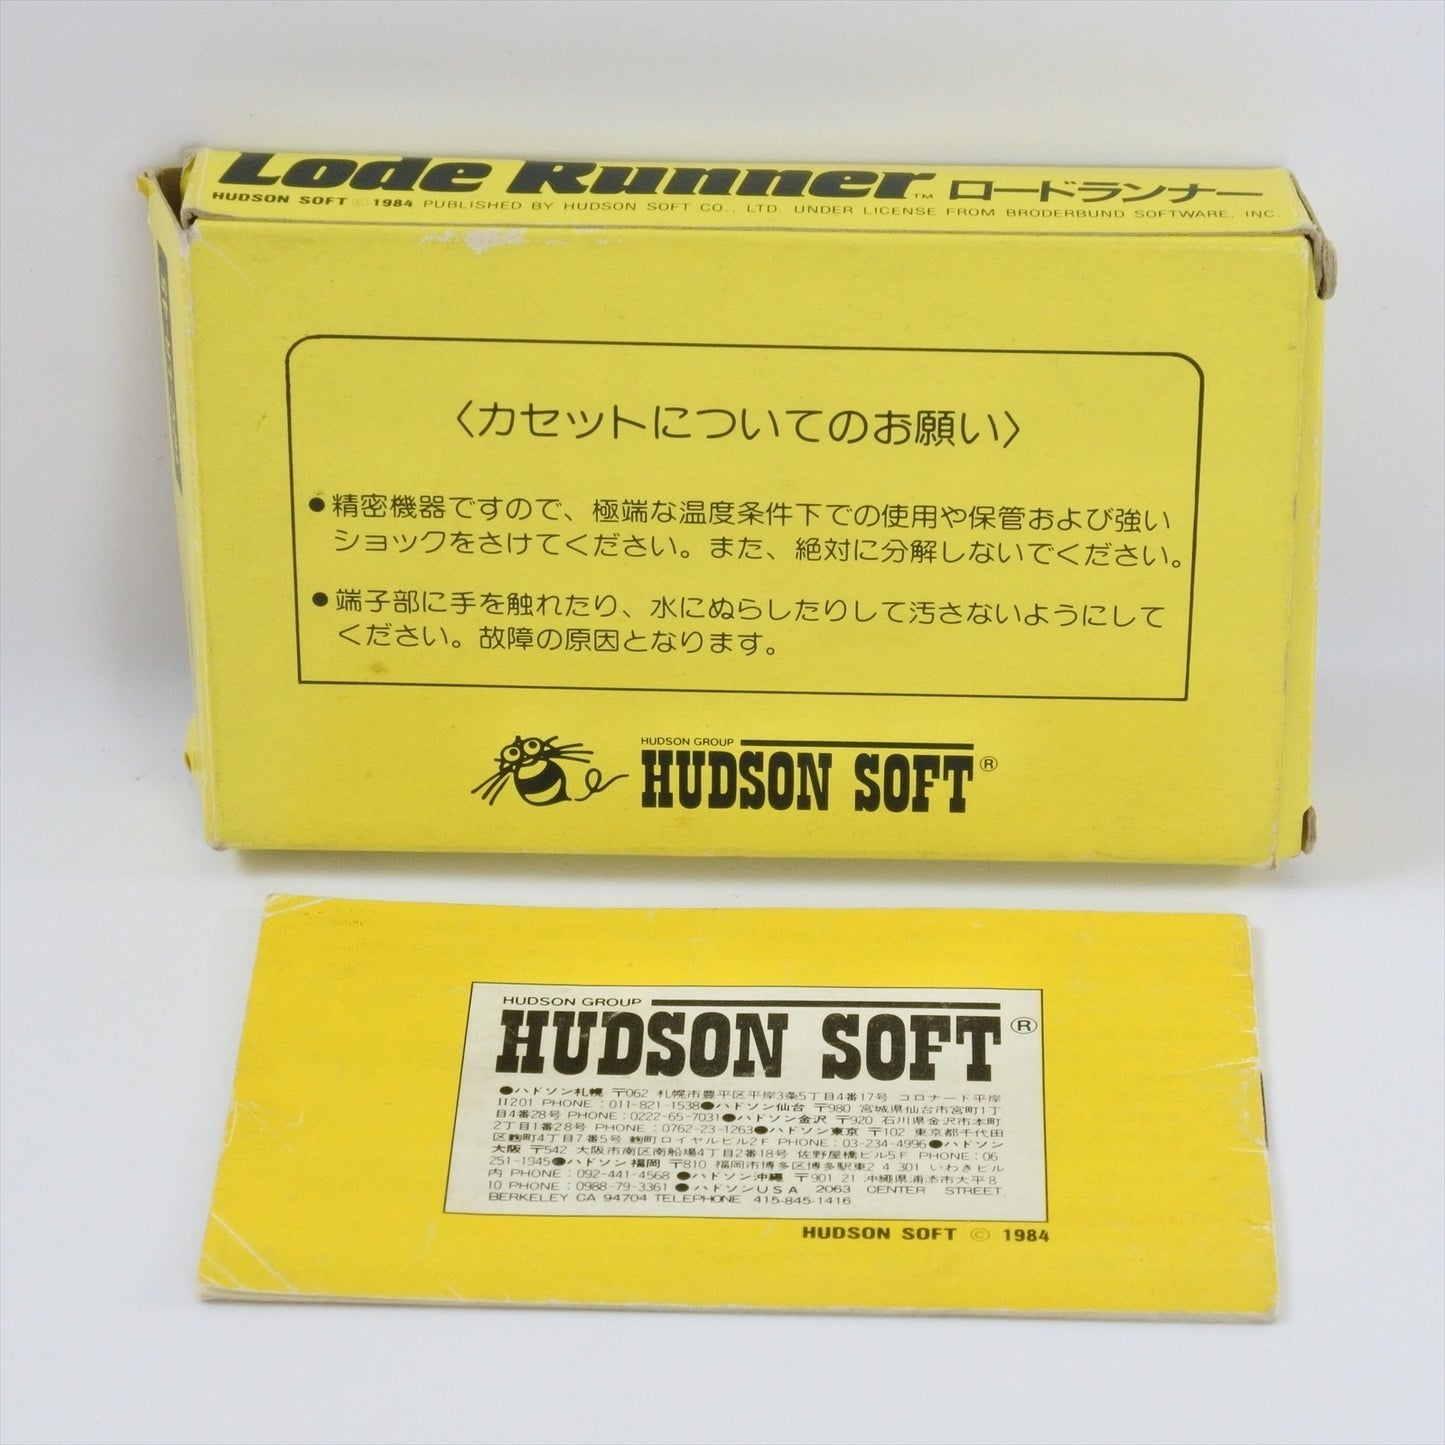 Lode Runner™ ロードランナー
HUDSON SOFT © 1984 PUBLISHED BY HUDSON SOFT CO., LTD. UNDER LICENSE FROM BRODERBUND SOFTWARE, INC.
〈カセットについてのお願い〉
●精密機器ですので、極端な温度条件下での使用や保管および強い
ショックをさけてください。また、絶対に分解しないでください。
●端子部に手を触れたり、水にぬらしたりして汚さないようにして
ください。故障の原因となります。
HUDSON GROUP
HUDSON SOFT®
HUDSON GROUP
HUDSON SOFT®
●ハドソン札幌 〒062 札幌市豊平区平岸3条5丁目4番17号 コロナード平岸
II201 PHONE:011-821-1538●ハドソン仙台 〒980 宮城県仙台市宮町1丁
目4番28号 PHONE:0222-65-7031●ハドソン金沢 〒920 石川県金沢市本町
2丁目1番28号 PHONE:0762-23-1263●ハドソン東京 〒102 東京都千代田
区麹町4丁目7番5号 麹町ロイヤルビル2F PHONE:03-234-4996●ハドソン
大阪 〒542 大阪市南区南船場4丁目2番18号 佐野屋橋ビル5F PHONE:06
251-1945●ハドソン福岡 〒810 福岡市博多区博多駅東2 4 301 いわきビル
内 PHONE:092-441-4568 ●ハドソン沖縄 〒901 21 沖縄県浦添市大平8
10 PHONE:0988-79-3361 ●ハドソンUSA 2063 CENTER STREET
BERKELEY CA 94704 TELEPHONE 415-845-1416
HUDSON SOFT © 1984